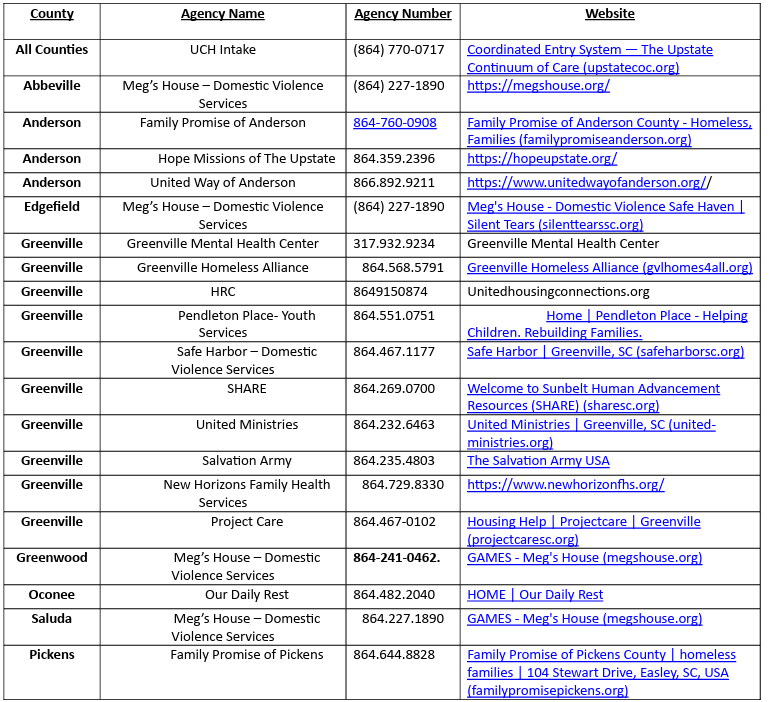 County Agency Name Agency Number Website
All Counties UCH Intake (864) 770-0717 Coordinated Entry System — The Upstate
Continuum of Care (upstatecoc.org)
Abbeville Meg’s House – Domestic Violence (864) 227-1890 https://megshouse.org/
Services
Anderson Family Promise of Anderson 864-760-0908 Family Promise of Anderson County - Homeless,
Families (familypromiseanderson.org)
Anderson Hope Missions of The Upstate 864.359.2396 https://hopeupstate.org/
Anderson United Way of Anderson 866.892.9211 https://www.unitedwayofanderson.org//
Edgefield Meg’s House – Domestic Violence (864) 227-1890 Meg's House - Domestic Violence Safe Haven |
Services Silent Tears (silenttearssc.org)
Greenville Greenville Mental Health Center 317.932.9234 Greenville Mental Health Center
Greenville Greenville Homeless Alliance 864.568.5791 Greenville Homeless Alliance (gvlhomes4all.org)
Greenville HRC 8649150874 Unitedhousingconnections.org
Greenville Pendleton Place- Youth 864.551.0751 Home | Pendleton Place - Helping
Services Children. Rebuilding Families.
Greenville Safe Harbor – Domestic 864.467.1177 Safe Harbor | Greenville, SC (safeharborsc.org)
Violence Services
Greenville SHARE 864.269.0700 Welcome to Sunbelt Human Advancement
Resources (SHARE) (sharesc.org)
Greenville United Ministries 864.232.6463 United Ministries | Greenville, SC (united-
ministries.org)
Greenville Salvation Army 864.235.4803 The Salvation Army USA
Greenville New Horizons Family Health 864.729.8330 https://www.newhorizonfhs.org/
Services
Greenville Project Care 864.467-0102 Housing Help | Projectcare | Greenville
(projectcaresc.org)
Greenwood Meg’s House – Domestic 864-241-0462. GAMES - Meg's House (megshouse.org)
Violence Services
Oconee Our Daily Rest 864.482.2040 HOME | Our Daily Rest
Saluda Meg’s House – Domestic 864.227.1890 GAMES - Meg's House (megshouse.org)
Violence Services
Pickens Family Promise of Pickens 864.644.8828 Family Promise of Pickens County | homeless
families | 104 Stewart Drive, Easley, SC, USA
(familypromisepickens.org)